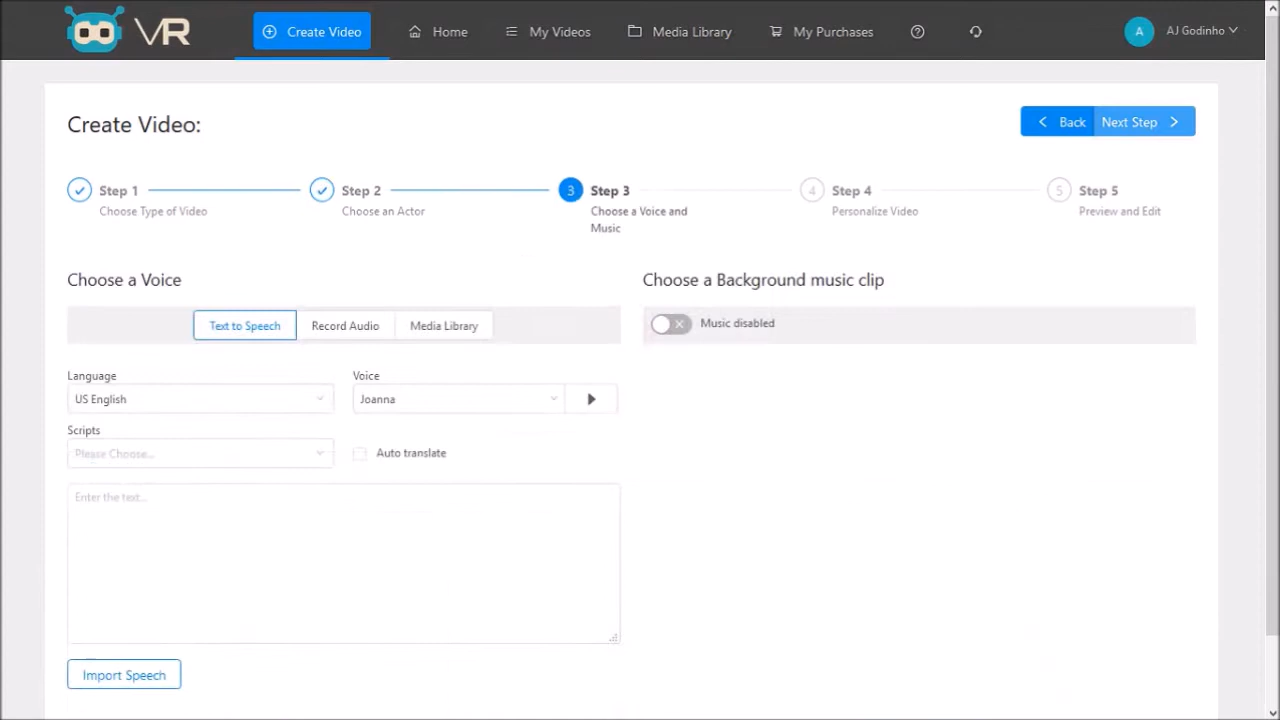 VR
Create Video
Home
My Videos
Media Library
My Purchases
A
AJ Godinho
Create Video:
Back
Next Step
Step 1
Choose Type of Video
Step 2
Choose an Actor
3
Step 3
Choose a Voice and
Music
4
Step 4
Personalize Video
5
Step 5
Preview and Edit
Choose a Voice
Text to Speech
Record Audio
Media Library
Language
US English
Voice
Joanna
Scripts
Please Choose...
Auto translate
Enter the text...
Import Speech
Choose a Background music clip
Music disabled